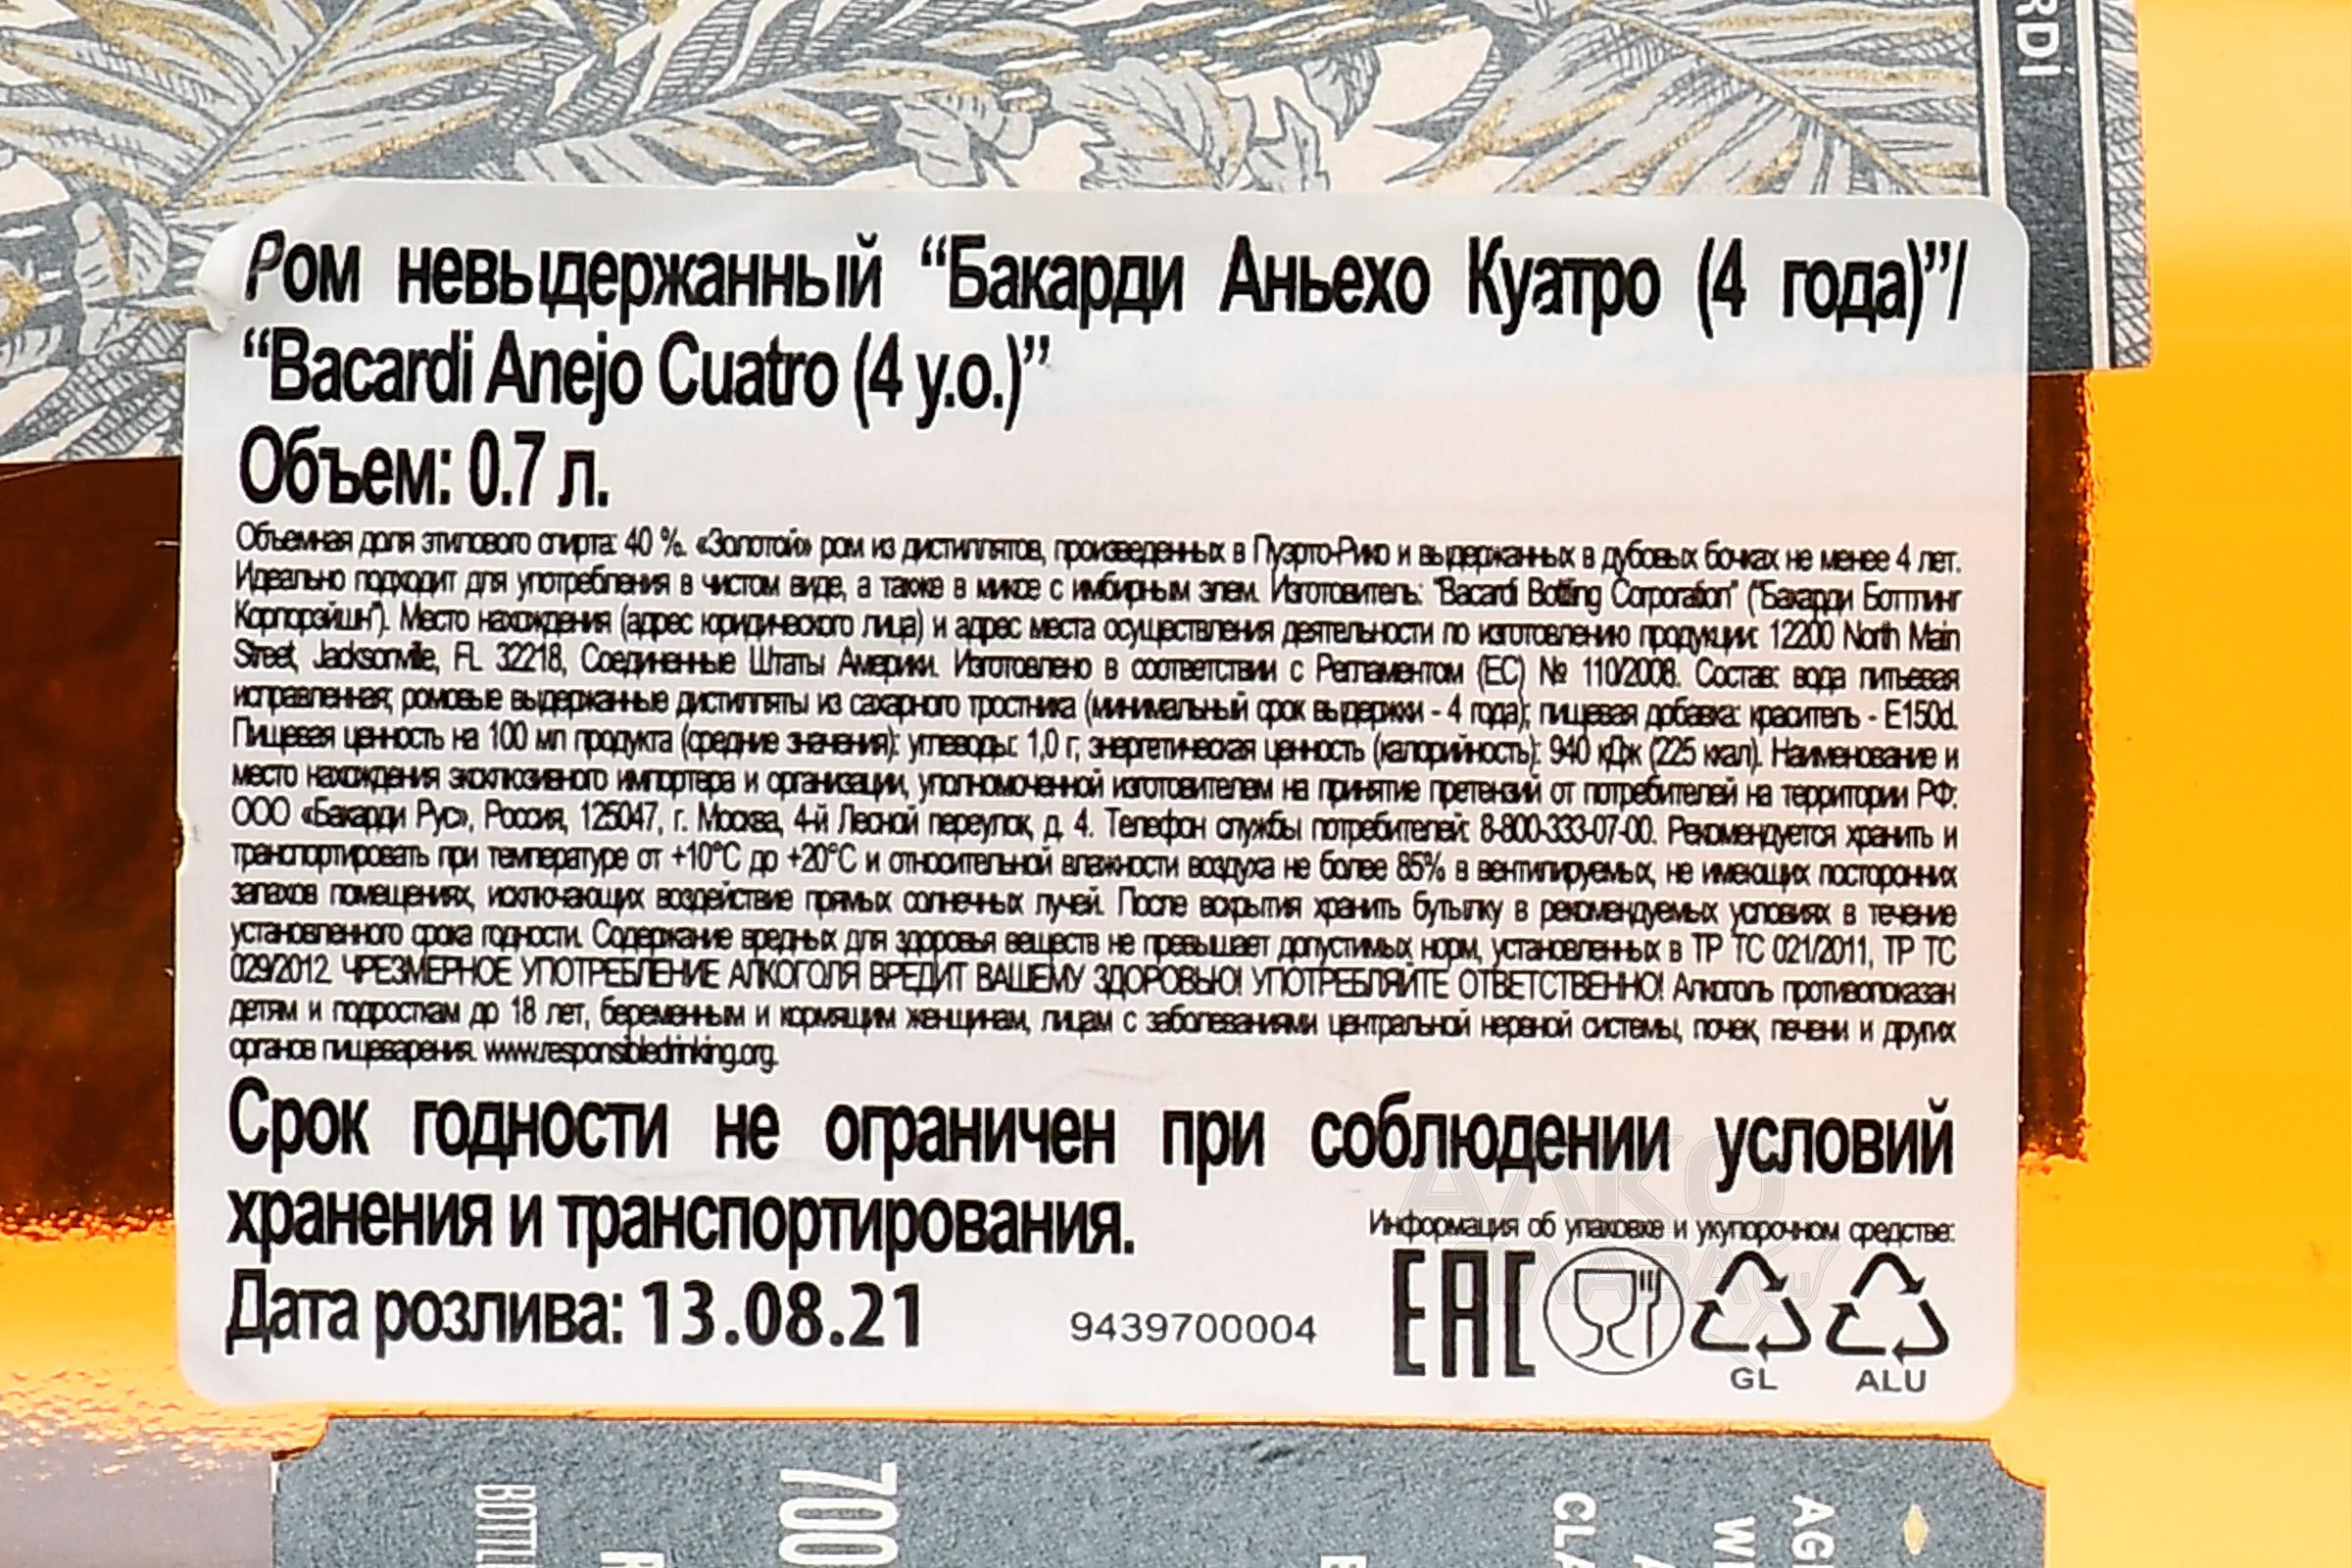 RDÍ
Ром невыдержанный “Бакарди Аньехо Куатро (4 года)”/
“Bacardi Anejo Cuatro (4 y.o.)”
Объем: 0.7 л.
Объемная доля этилового спирта: 40 %. «Золотой» ром из дистиллятов, произведенных в Пуэрто-Рико и выдержанных в дубовых бочках не менее 4 лет.
Идеально подходит для употребления в чистом виде, а также в миксе с имбирным элем. Изготовитель: “Bacardi Bottling Corporation” (“Бакарди Боттлинг
Корпорэйшн”). Место нахождения (адрес юридического лица) и адрес места осуществления деятельности по изготовлению продукции: 12200 North Main
Street, Jacksonville, FL 32218, Соединенные Штаты Америки. Изготовлено в соответствии с Регламентом (ЕС) № 110/2008. Состав: вода питьевая
исправленная; ромовые выдержанные дистилляты из сахарного тростника (минимальный срок выдержки - 4 года); пищевая добавка: краситель - Е150d.
Пищевая ценность на 100 мл продукта (средние значения): углеводы: 1,0 г; энергетическая ценность (калорийность): 940 кДж (225 ккал). Наименование и
место нахождения эксклюзивного импортера и организации, уполномоченной изготовителем на принятие претензий от потребителей на территории РФ:
ООО «Бакарди Рус», Россия, 125047, г. Москва, 4-й Лесной переулок, д. 4. Телефон службы потребителей: 8-800-333-07-00. Рекомендуется хранить и
транспортировать при температуре от +10°С до +20°С и относительной влажности воздуха не более 85% в вентилируемых, не имеющих посторонних
запахов помещениях, исключающих воздействие прямых солнечных лучей. После вскрытия хранить бутылку в рекомендуемых условиях в течение
установленного срока годности. Содержание вредных для здоровья веществ не превышает допустимых норм, установленных в ТР ТС 021/2011, ТР ТС
029/2012. ЧРЕЗМЕРНОЕ УПОТРЕБЛЕНИЕ АЛКОГОЛЯ ВРЕДИТ ВАШЕМУ ЗДОРОВЬЮ! УПОТРЕБЛЯЙТЕ ОТВЕТСТВЕННО! Алкоголь противопоказан
детям и подросткам до 18 лет, беременным и кормящим женщинам, лицам с заболеваниями центральной нервной системы, почек, печени и других
органов пищеварения. www.responsibledrinking.org.
Срок годности не ограничен при соблюдении условий
хранения и транспортирования.
Информация об упаковке и укупорочном средстве:
Дата розлива: 13.08.21
9439700004
EAC
GL
ALU
АЛКО
ЛАВКА.ru
BOTTL
700
CLA
W
AG